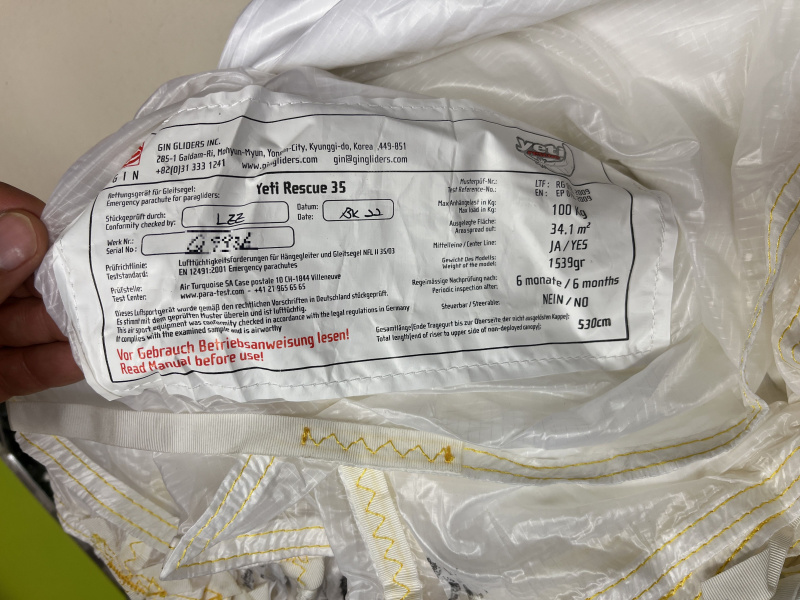 GIN
GIN GLIDERS INC.
285-1 Galdam-Ri, Mohyun-Myun, -City, Kyunggi-do, Korea ,449-851
+82(0)31 333 1241 www.gingliders.com gin@gingliders.com
yeti
Rettungsgerät für Gleitsegel:
Emergency parachute for paragliders:
Yeti Rescue 35
Stückgeprüft durch:
Conformity checked by:
Datum:
Date:
Werk Nr.:
Serial No.:
Prüfrichtlinie:
Teststandard:
Lufttüchtigkeitsforderungen für Hängegleiter und Gleitsegel NFL II 35/03
EN 12491:2001 Emergency parachutes
Prüfstelle:
Test Center:
Air Turquoise SA Case postale 10 CH-1844 Villeneuve
www.para-test.com - +41 21 965 65 65
Dieses Luftsportgerät wurde gemäß den rechtlichen Vorschriften in Deutschland stückgeprüft.
Es stimmt mit dem geprüften Muster überein und ist lufttüchtig.
This air sport equipment was conformity checked in accordance with the legal regulations in Germany
It complies with the examined sample and is airworthy
Vor Gebrauch Betriebsanweisung lesen!
Read Manual before use!
Musterprüf-Nr.:
Test Reference-No.:
LTF: RG
EN: EP
Max Anhängelast in Kg:
Max load in Kg:
100 Kg
Ausgelegte Fläche:
Area spread out:
34.1 m²
Mittelleine / Center Line:
JA / YES
Gewicht Des Modells:
Weight of the model:
1539gr
Regelmässige Nachprüfung nach:
Periodic inspection alter:
6 monate / 6 months
Steuerbar / Steerable:
NEIN / NO
Gesamtlänge(Ende Tragegurt bis zur Überseite der nicht ausgelösten Kappe):
Total length(end of riser to upper side of non-deployed canopy):
530cm